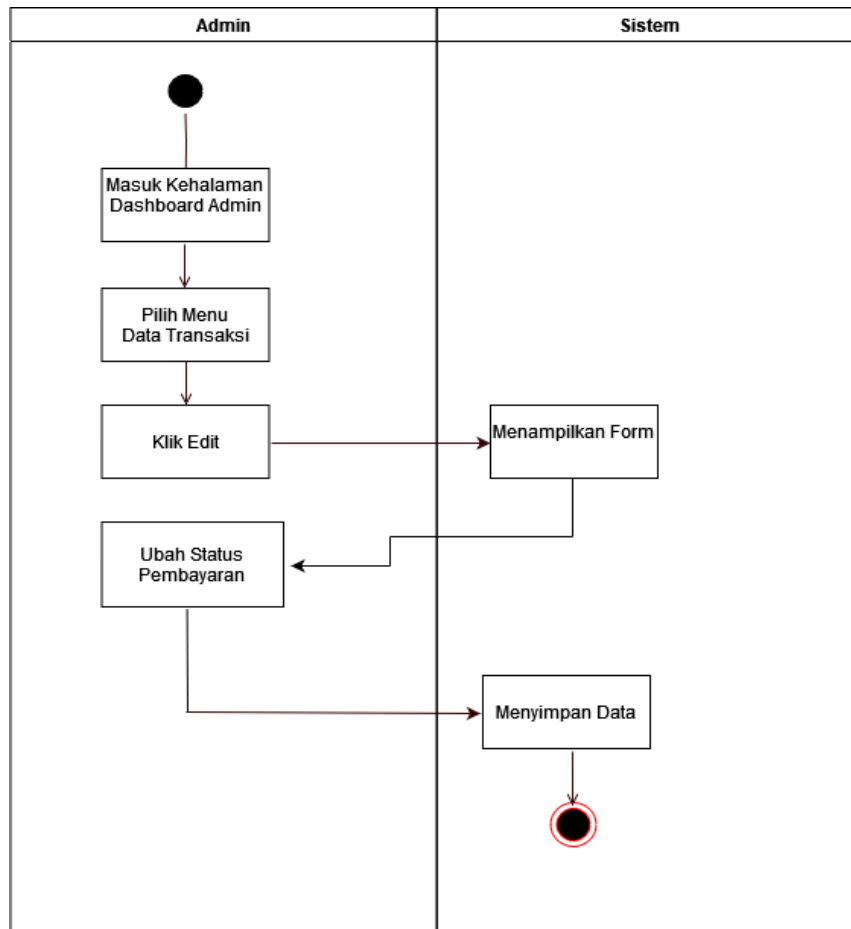 Admin
Sistem
Masuk Kehalaman
Dashboard Admin
Pilih Menu
Data Transaksi
Klik Edit
Menampilkan Form
Ubah Status
Pembayaran
Menyimpan Data